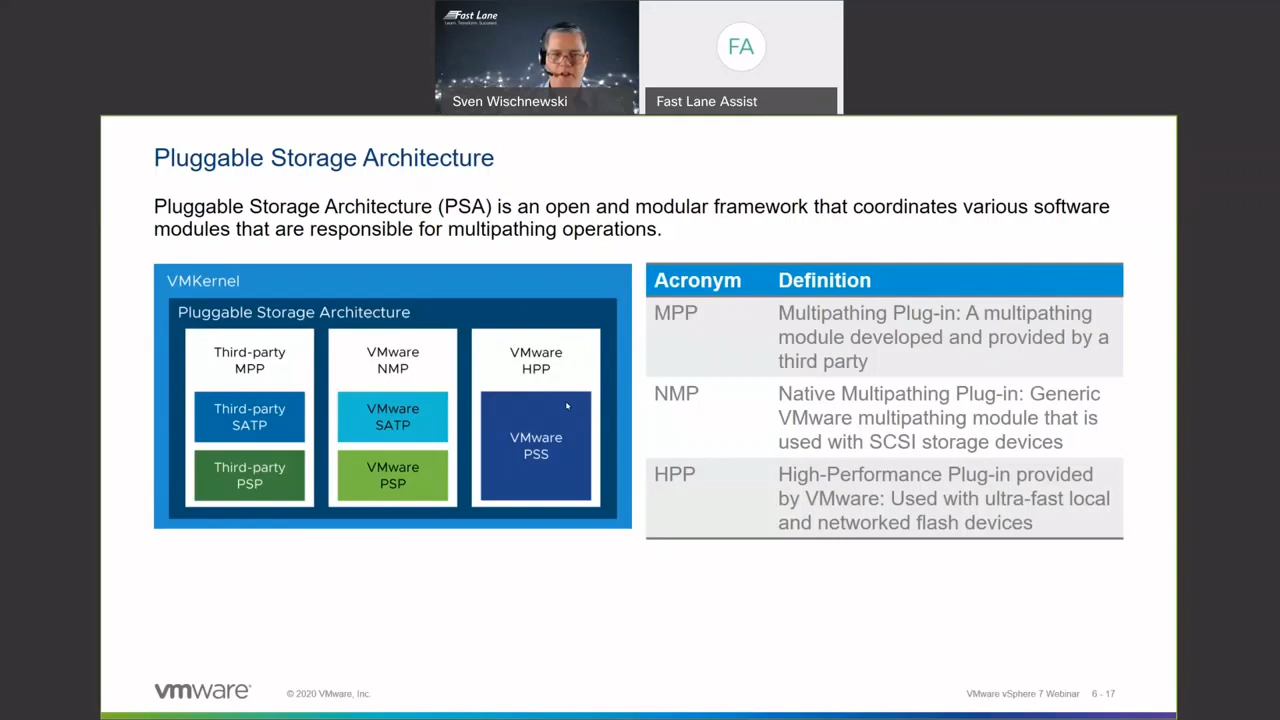 Fast Lane
Learn. Transform. Succeed.
FA
Sven Wischnewski
Fast Lane Assist
Pluggable Storage Architecture
Pluggable Storage Architecture (PSA) is an open and modular framework that coordinates various software
modules that are responsible for multipathing operations.
VMKernel
Pluggable Storage Architecture
Third-party
MPP
Third-party
SATP
Third-party
PSP
VMware
NMP
VMware
SATP
VMware
PSP
VMware
HPP
VMware
PSS
Acronym Definition
MPP Multipathing Plug-in: A multipathing
module developed and provided by a
third party
NMP Native Multipathing Plug-in: Generic
VMware multipathing module that is
used with SCSI storage devices
HPP High-Performance Plug-in provided
by VMware: Used with ultra-fast local
and networked flash devices
vmware® © 2020 VMware, Inc. VMware vSphere 7 Webinar 6 - 17